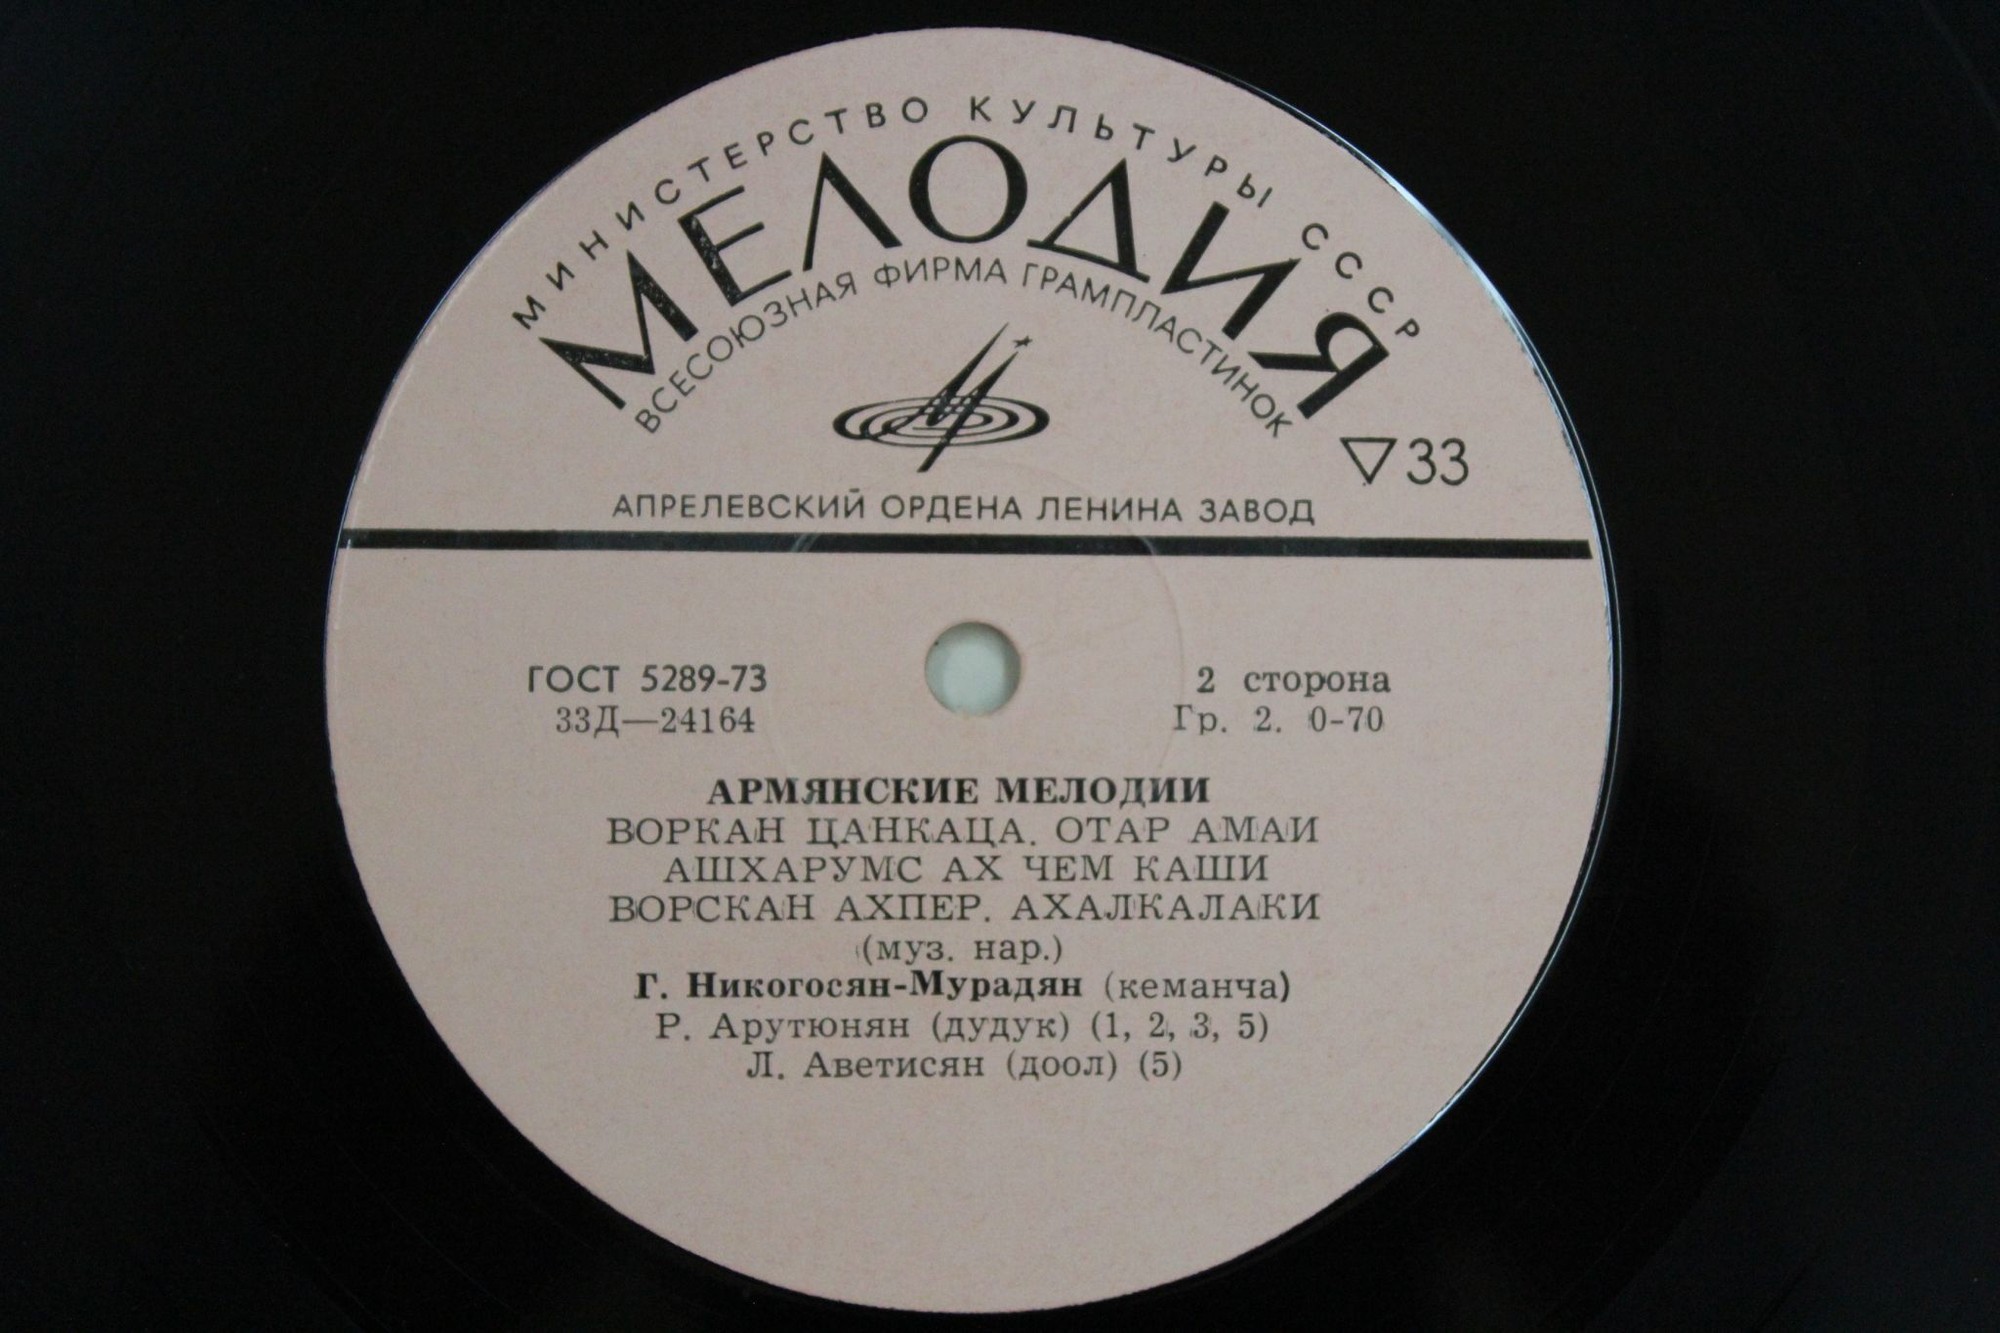 МИНИСТЕРСТВО КУЛЬТУРЫ СССР
МЕЛОДИЯ
ВСЕСОЮЗНАЯ ФИРМА ГРАМПЛАСТИНОК
33
АПРЕЛЕВСКИЙ ОРДЕНА ЛЕНИНА ЗАВОД
ГОСТ 5289-73
33Д—24164
2 сторона
Гр. 2. 0-70
АРМЯНСКИЕ МЕЛОДИИ
ВОРКАН ЦАНКАЦА. ОТАР АМАИ
АШХАРУМС АХ ЧЕМ КАШИ
ВОРСКАН АХПЕР. АХАЛКАЛАКИ
(муз. нар.)
Г. Никогосян-Мурадян (кеманча)
Р. Арутюнян (дудук) (1, 2, 3, 5)
Л. Аветисян (доол) (5)